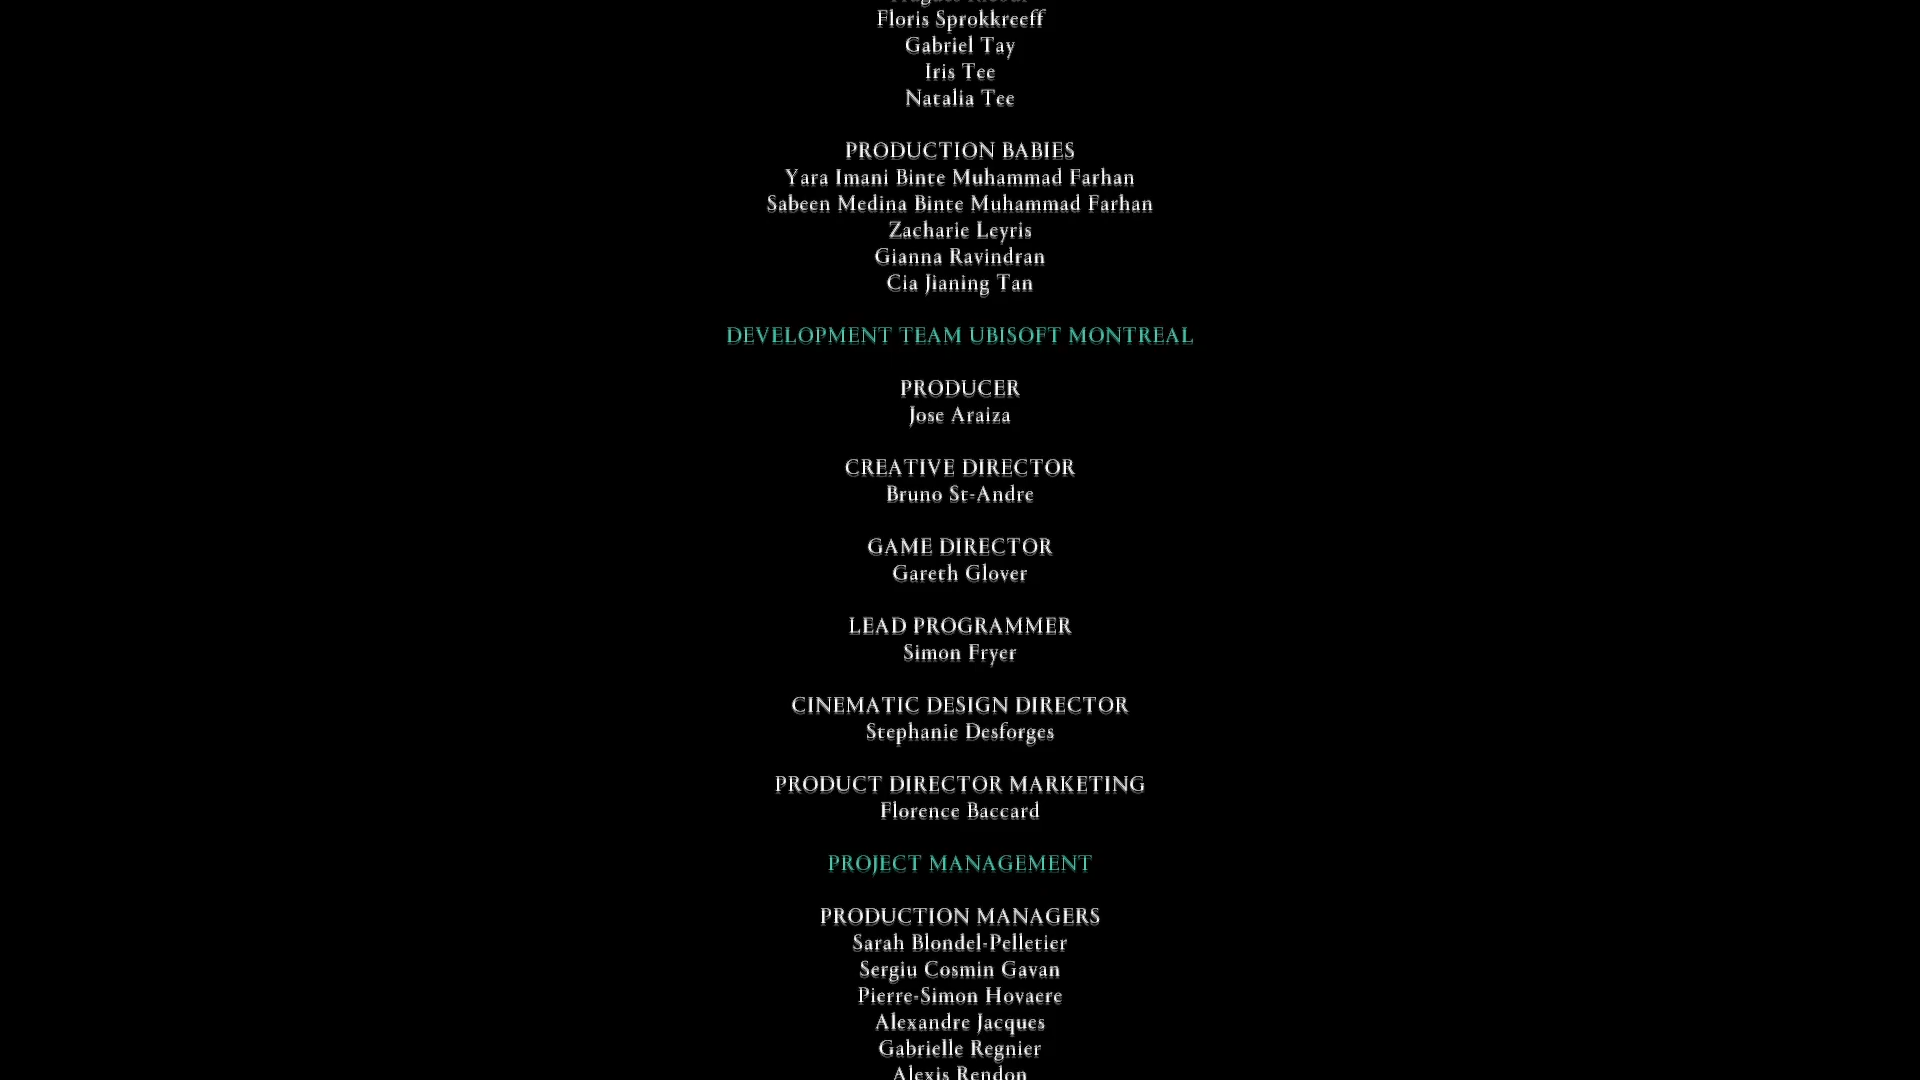 Floris Sprokkreeff
Gabriel Tay
Iris Tee
Natalia Tee
PRODUCTION BABIES
Yara Imani Binte Muhammad Farhan
Sabeen Medina Binte Muhammad Farhan
Zacharie Leyris
Gianna Ravindran
Cia Jianing Tan
DEVELOPMENT TEAM UBISOFT MONTREAL
PRODUCER
Jose Araiza
CREATIVE DIRECTOR
Bruno St-Andre
GAME DIRECTOR
Gareth Glover
LEAD PROGRAMMER
Simon Fryer
CINEMATIC DESIGN DIRECTOR
Stephanie Desforges
PRODUCT DIRECTOR MARKETING
Florence Baccard
PROJECT MANAGEMENT
PRODUCTION MANAGERS
Sarah Blondel-Pelletier
Sergiu Cosmin Gavan
Pierre-Simon Hovaere
Alexandre Jacques
Gabrielle Regnier
Alexis Rendon